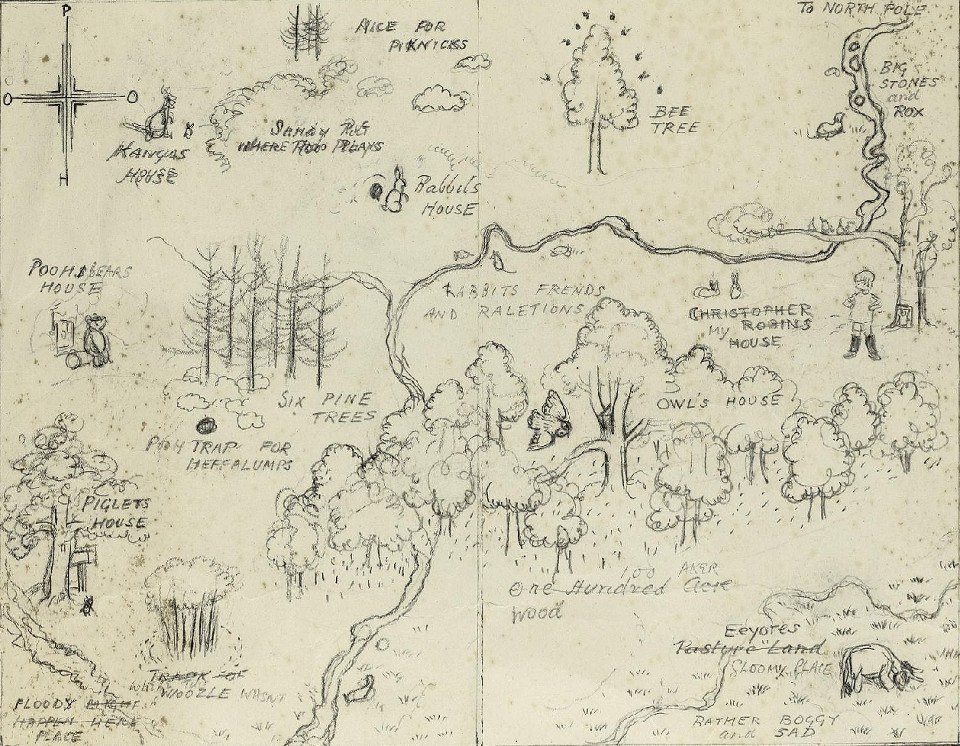 P
O O
H
NICE FOR
PIKNICKS
TO NORTH POLE
BIG
STONES
and
ROX
BEE
TREE
KANGAS
HOUSE
SANDY PIT
WHERE ROO PLAYS
Rabbits
HOUSE
POOH BEARS
HOUSE
RABBITS FRENDS
AND RALETIONS
CHRISTOPHER
My ROBINS
HOUSE
SIX PINE
TREES
OWL'S HOUSE
POOH TRAP FOR
HEFFALUMPS
PIGLETS
HOUSE
100 AKER
One Hundred Acre
Wood
Eeyores
Pasture Land
GLOOMY PLACE
TRACK OF
WOOZLE WASNT
FLOODY MIGHT
HAPPEN HERE
PLACE
RATHER BOGGY
and SAD